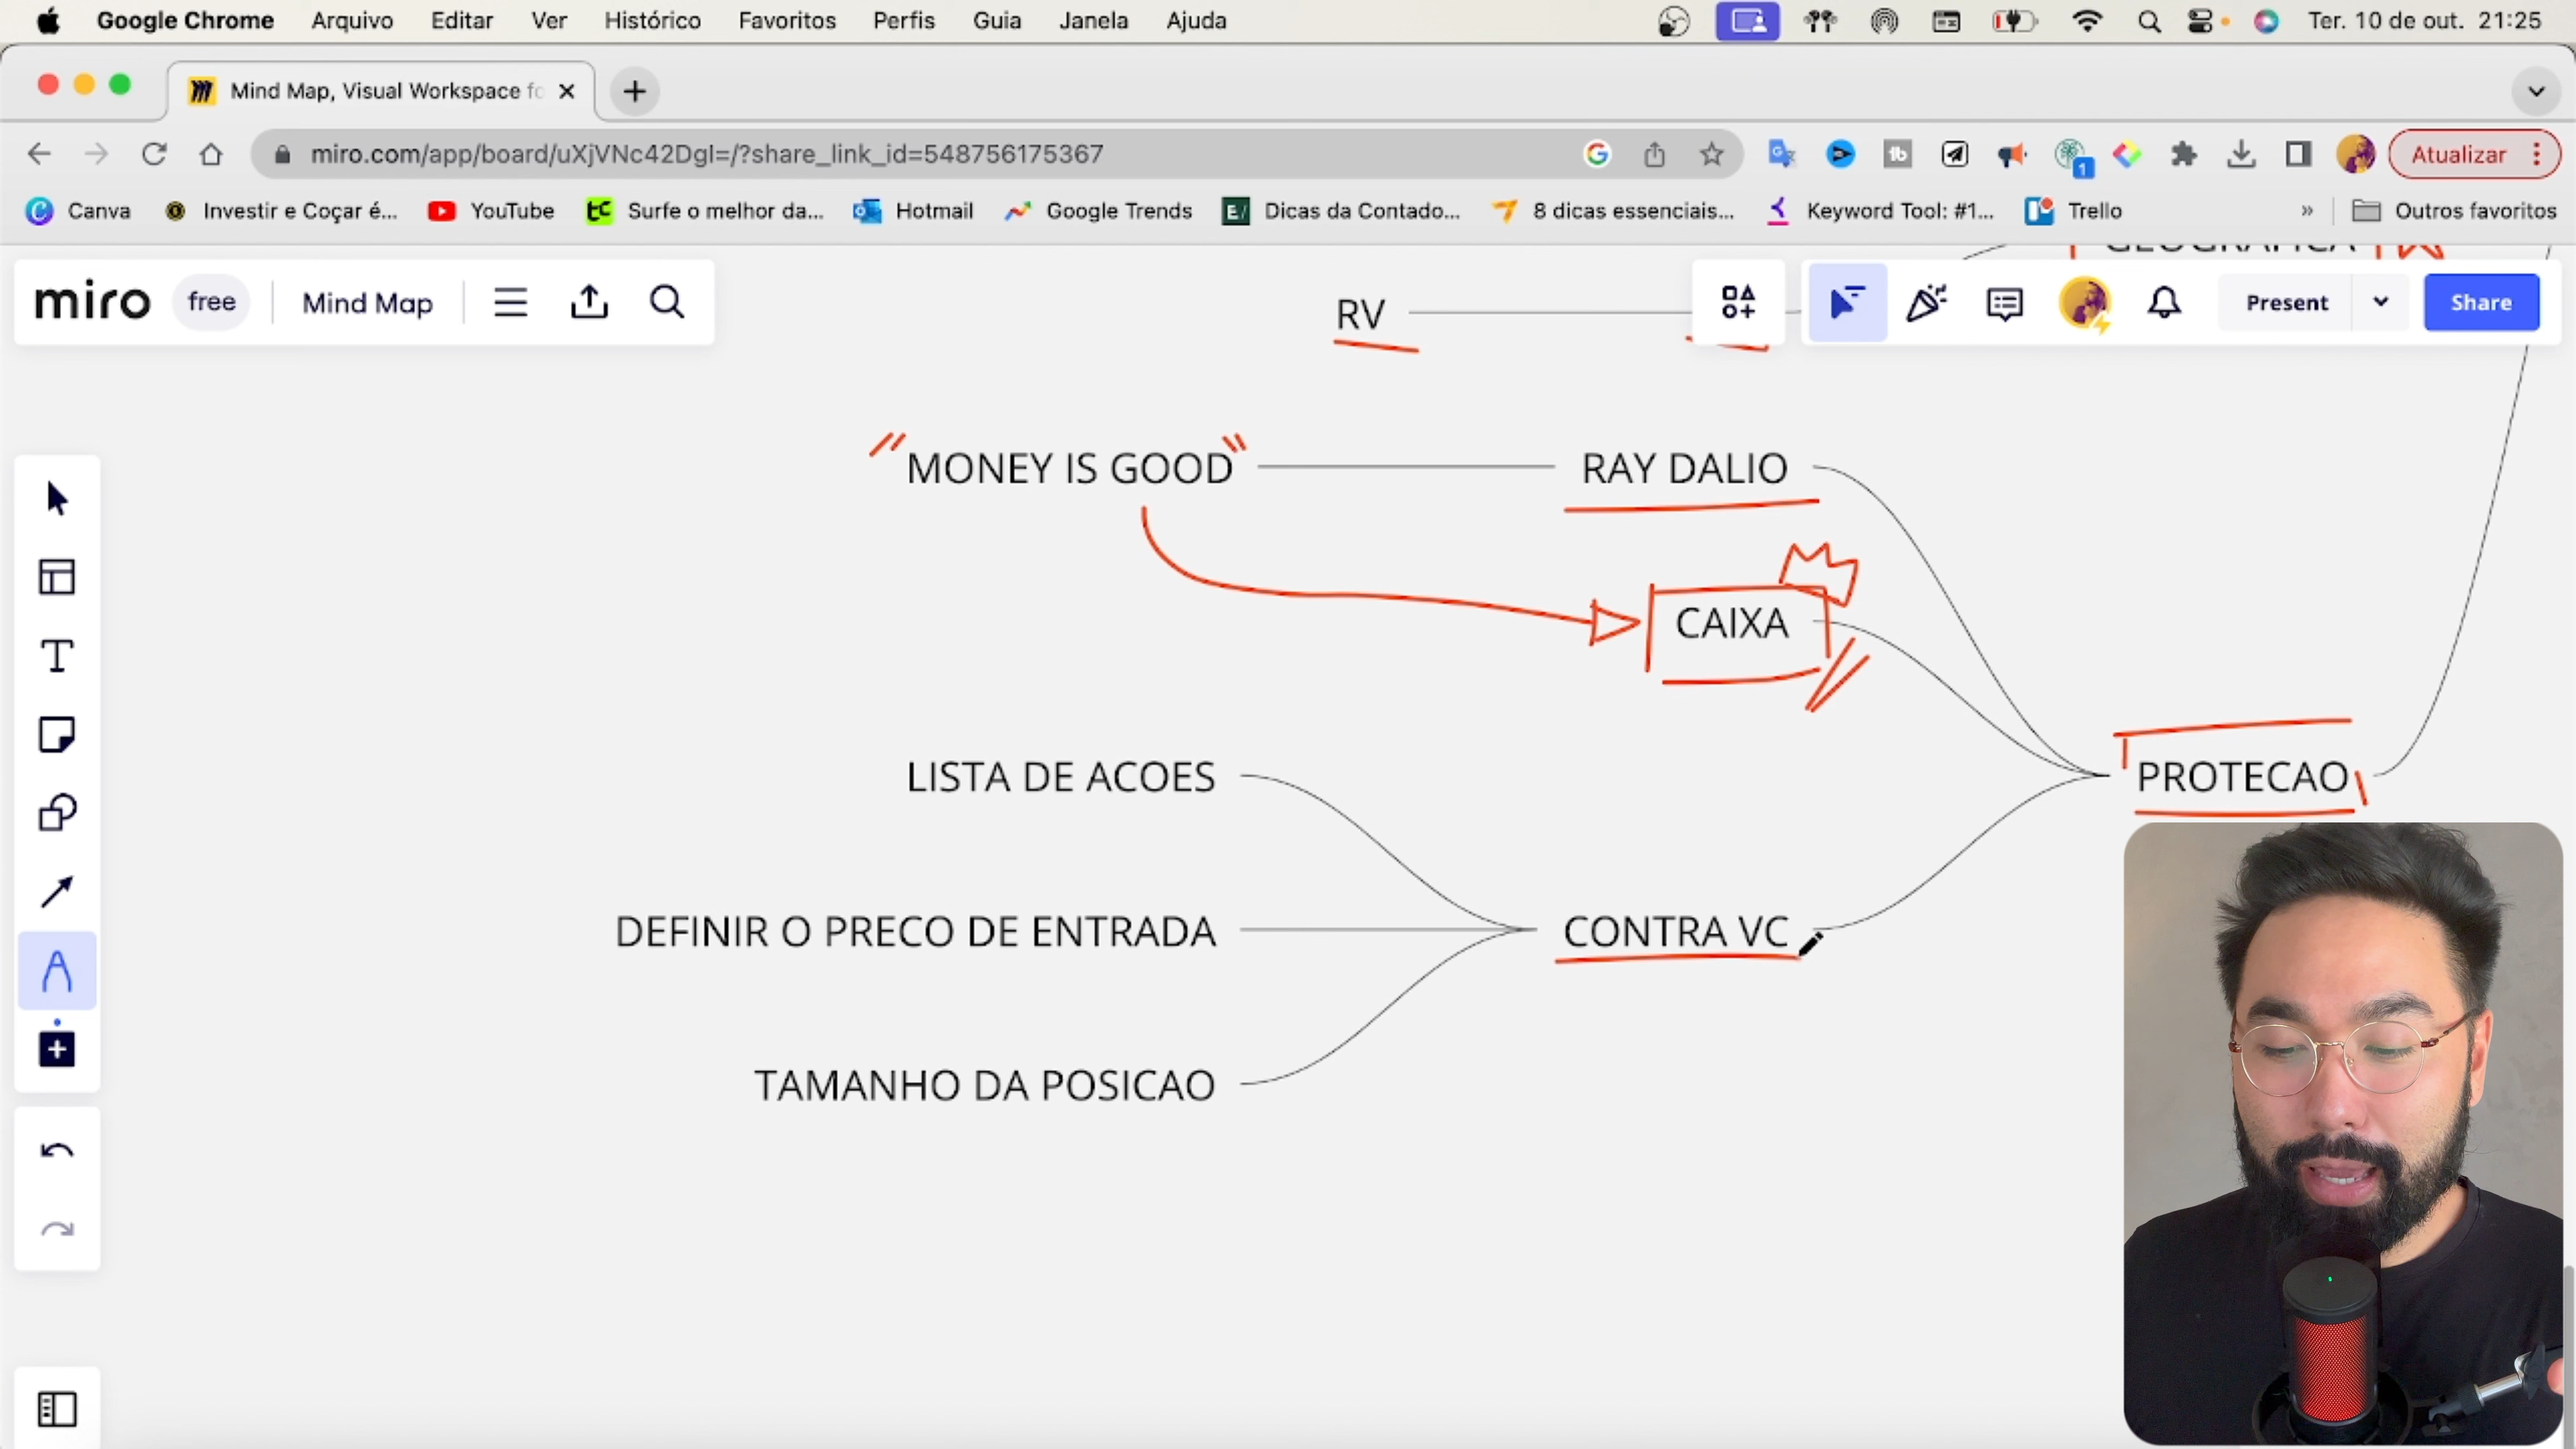 Google Chrome Arquivo Editar Ver Histórico Favoritos Perfis Guia Janela Ajuda Ter. 10 de out. 21:25
Mind Map, Visual Workspace fo
miro.com/app/board/uXjVNc42DgI=/?share_link_id=548756175367
1
Atualizar
Canva Investir e Coçar é... YouTube Surfe o melhor da... Hotmail Google Trends Dicas da Contado... 8 dicas essenciais... Keyword Tool: #1... Trello » Outros favoritos
GEOGRAFICA
miro free Mind Map
Present Share
RV
"MONEY IS GOOD" RAY DALIO
CAIXA
LISTA DE ACOES
PROTECAO
DEFINIR O PRECO DE ENTRADA CONTRA VC
TAMANHO DA POSICAO